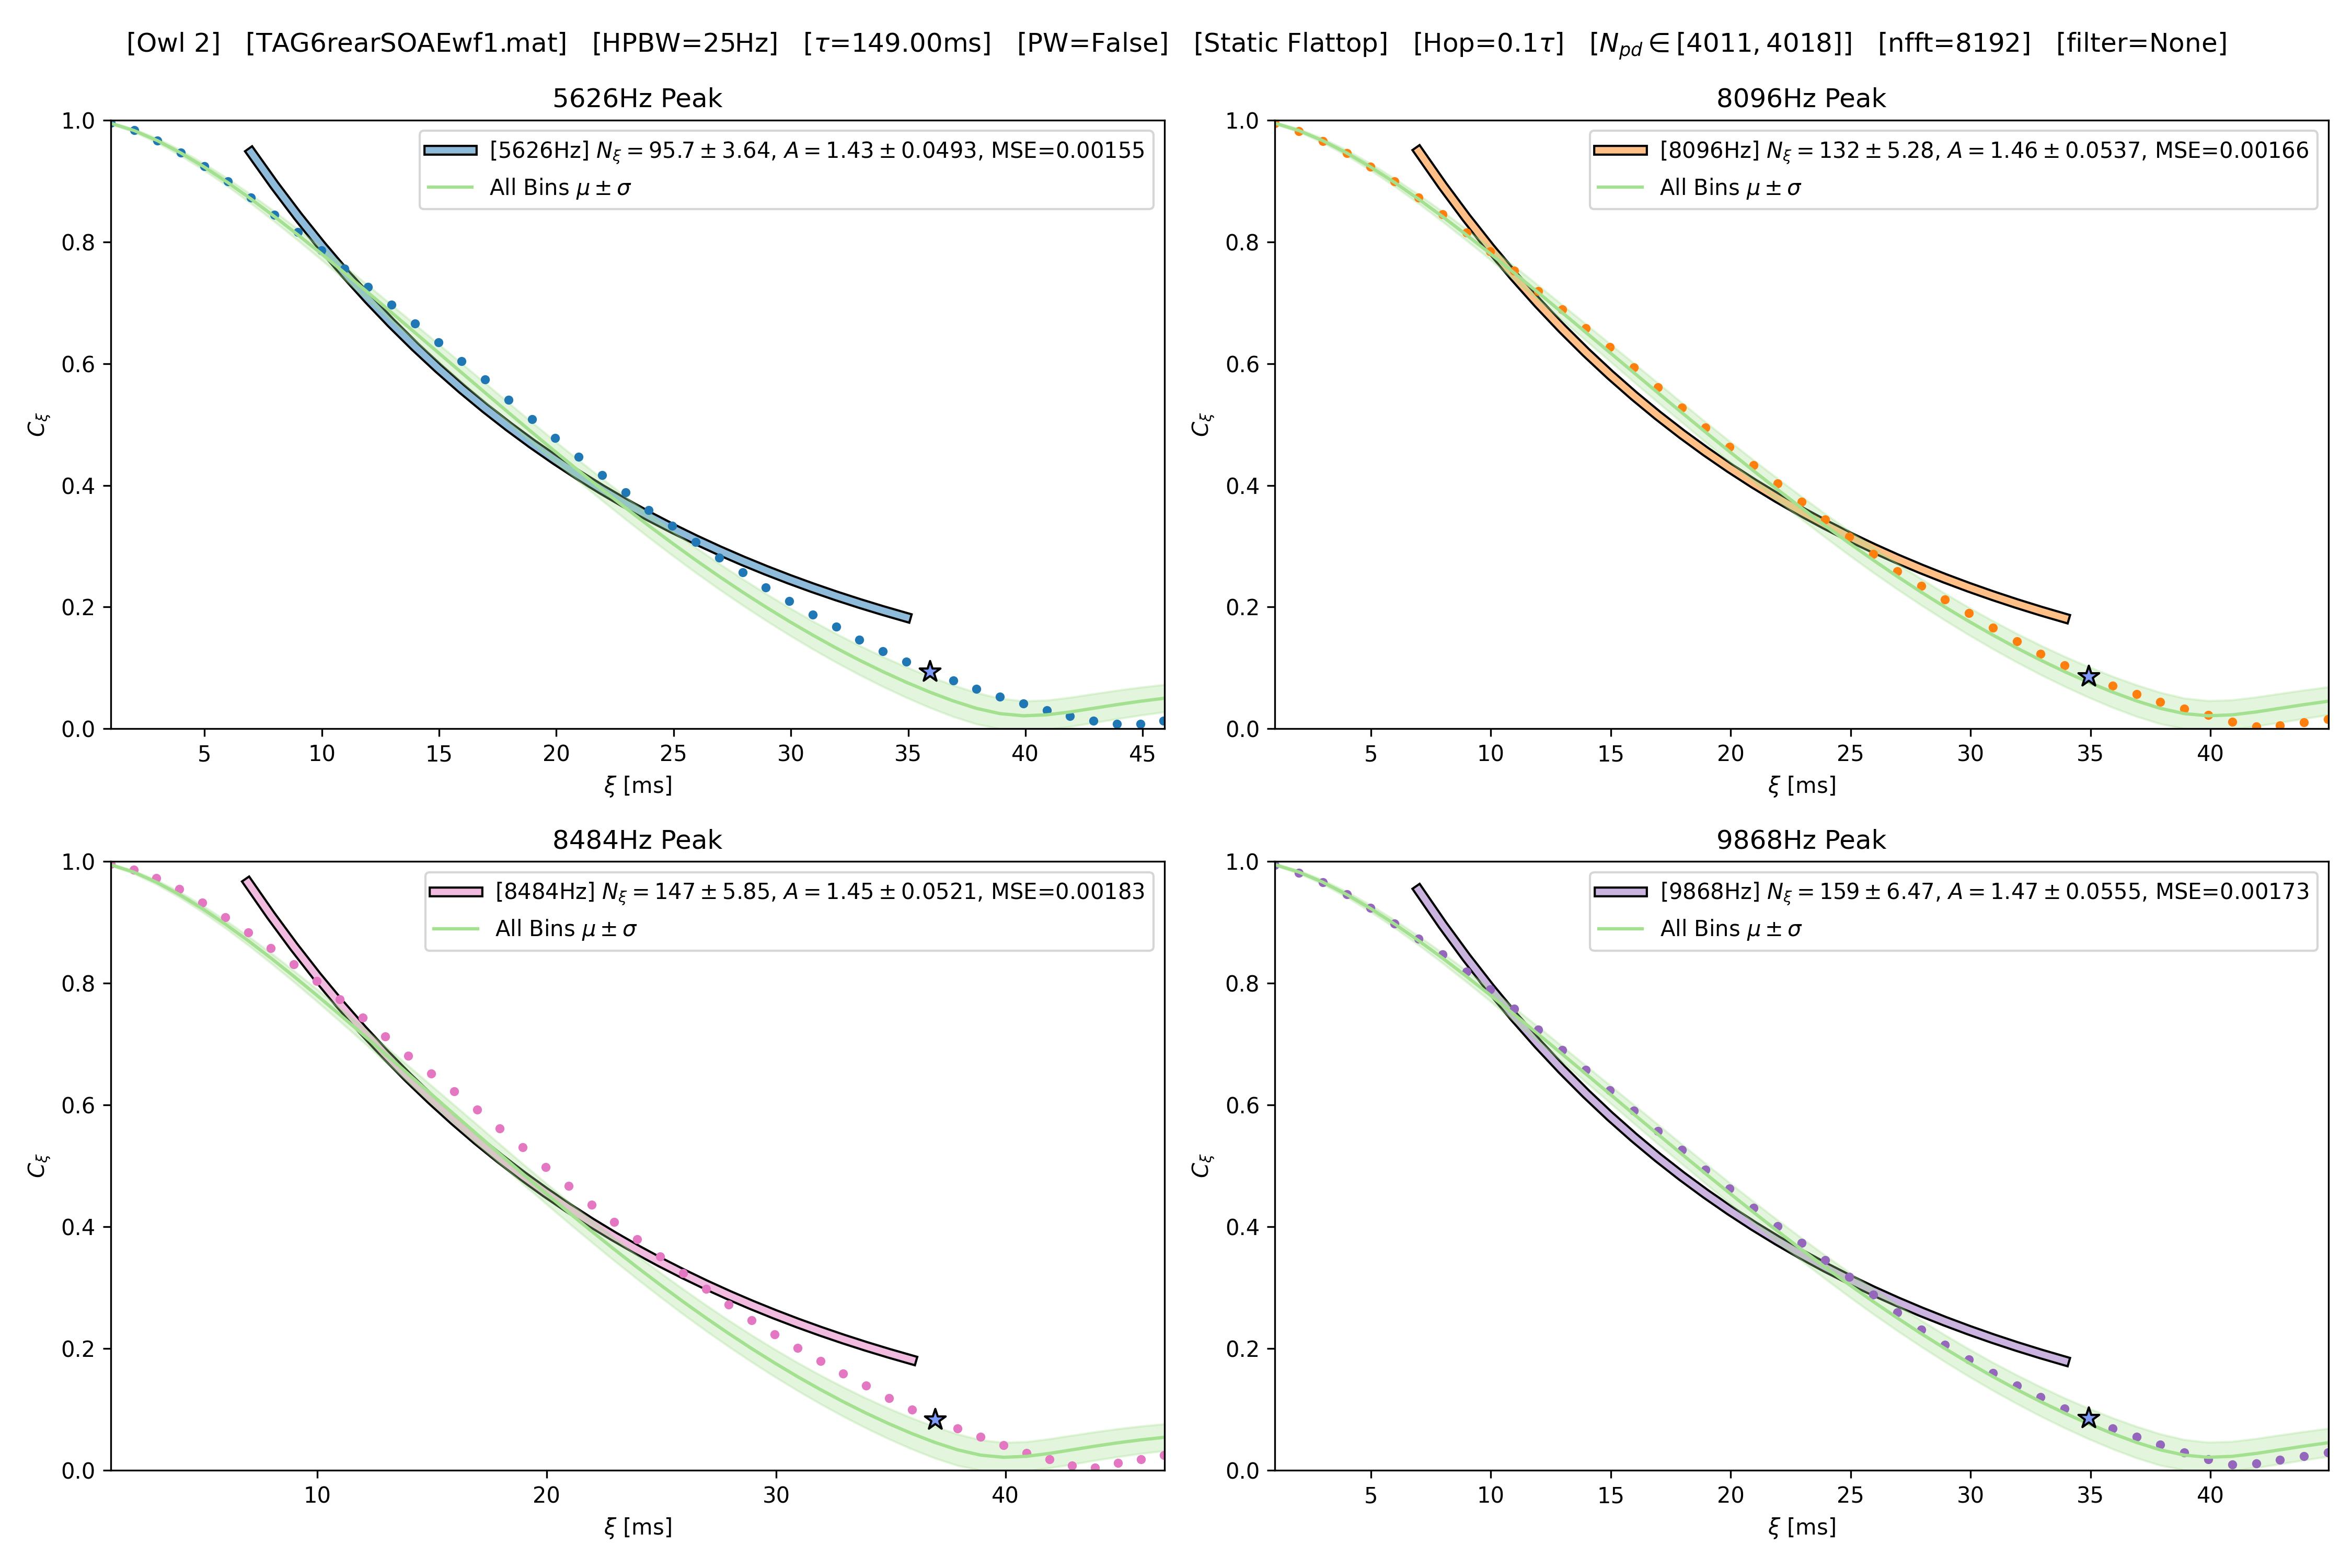 [Owl 2] [TAG6rearSOAEwf1.mat] [HPBW=25Hz] [τ=149.00ms] [PW=False] [Static Flattop] [Hop=0.1τ] [N_pd ∈ [4011, 4018]] [nfft=8192] [filter=None]
5626Hz Peak
[5626Hz] N_ξ = 95.7 ± 3.64, A = 1.43 ± 0.0493, MSE=0.00155
All Bins μ ± σ
C_ξ
1.0
0.8
0.6
0.4
0.2
0.0
5 10 15 20 25 30 35 40 45
ξ [ms]
8096Hz Peak
[8096Hz] N_ξ = 132 ± 5.28, A = 1.46 ± 0.0537, MSE=0.00166
All Bins μ ± σ
C_ξ
1.0
0.8
0.6
0.4
0.2
0.0
5 10 15 20 25 30 35 40
ξ [ms]
8484Hz Peak
[8484Hz] N_ξ = 147 ± 5.85, A = 1.45 ± 0.0521, MSE=0.00183
All Bins μ ± σ
C_ξ
1.0
0.8
0.6
0.4
0.2
0.0
10 20 30 40
ξ [ms]
9868Hz Peak
[9868Hz] N_ξ = 159 ± 6.47, A = 1.47 ± 0.0555, MSE=0.00173
All Bins μ ± σ
C_ξ
1.0
0.8
0.6
0.4
0.2
0.0
5 10 15 20 25 30 35 40
ξ [ms]